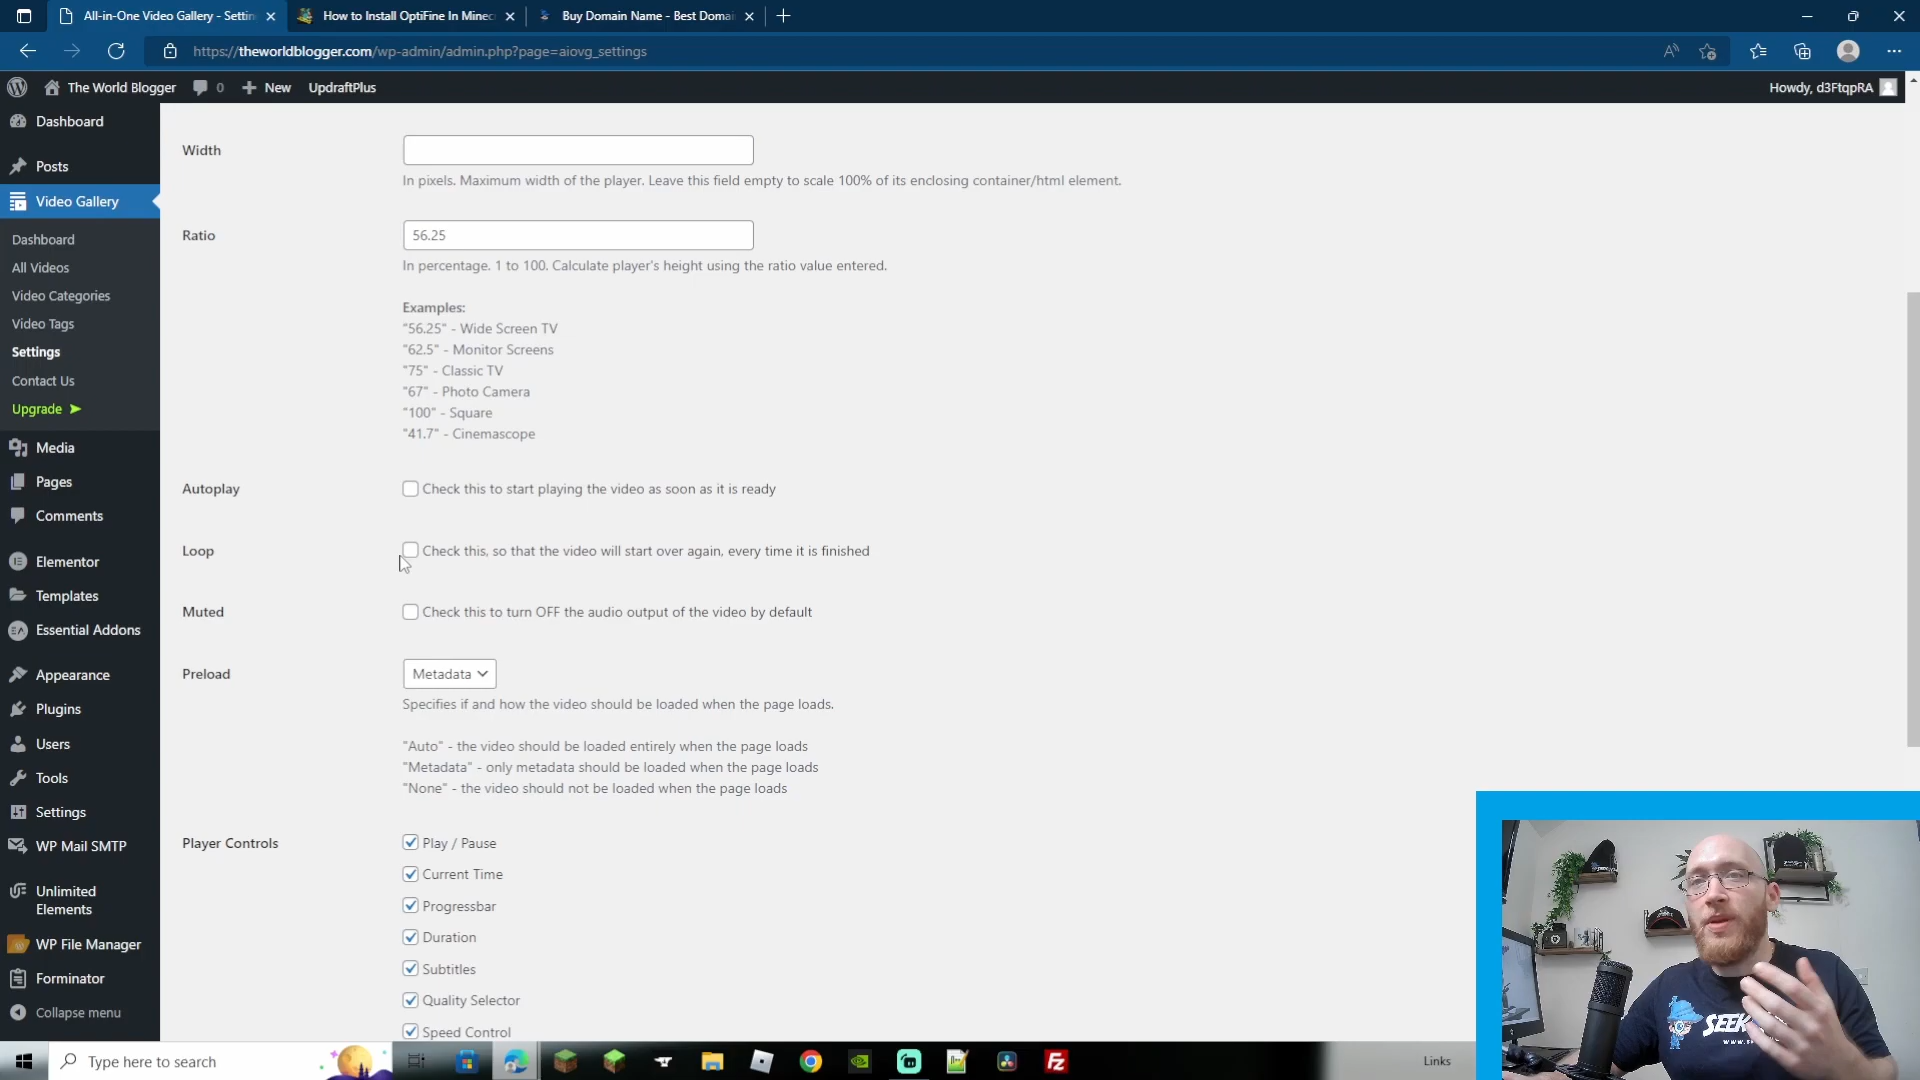 All-in-One Video Gallery - Settin
How to Install OptiFine In Minec
Buy Domain Name - Best Domai
https://theworldblogger.com/wp-admin/admin.php?page=aiovg_settings
The World Blogger
0
New
UpdraftPlus
Howdy, d3FtqpRA
Dashboard
Posts
Video Gallery
Dashboard
All Videos
Video Categories
Video Tags
Settings
Contact Us
Upgrade ➤
Media
Pages
Comments
Elementor
Templates
Essential Addons
Appearance
Plugins
Users
Tools
Settings
WP Mail SMTP
Unlimited
Elements
WP File Manager
Forminator
Collapse menu
Width
In pixels. Maximum width of the player. Leave this field empty to scale 100% of its enclosing container/html element.
Ratio
56.25
In percentage. 1 to 100. Calculate player's height using the ratio value entered.
Examples:
"56.25" - Wide Screen TV
"62.5" - Monitor Screens
"75" - Classic TV
"67" - Photo Camera
"100" - Square
"41.7" - Cinemascope
Autoplay
Check this to start playing the video as soon as it is ready
Loop
Check this, so that the video will start over again, every time it is finished
Muted
Check this to turn OFF the audio output of the video by default
Preload
Metadata
Specifies if and how the video should be loaded when the page loads.
"Auto" - the video should be loaded entirely when the page loads
"Metadata" - only metadata should be loaded when the page loads
"None" - the video should not be loaded when the page loads
Player Controls
Play / Pause
Current Time
Progressbar
Duration
Subtitles
Quality Selector
Speed Control
Type here to search
Links
SEEK